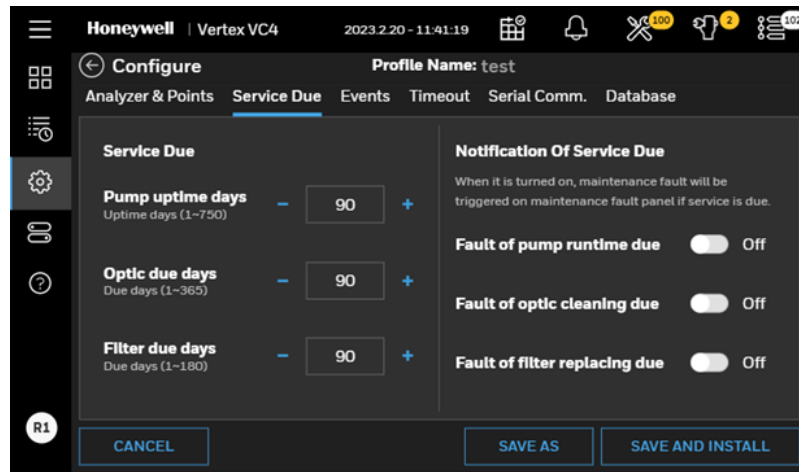 Honeywell | Vertex VC4
2023.2.20 - 11:41:19
100
2
102
Configure
Profile Name: test
Analyzer & Points
Service Due
Events
Timeout
Serial Comm.
Database
Service Due
Pump uptime days
Uptime days (1~750)
90
Optic due days
Due days (1~365)
90
Filter due days
Due days (1~180)
90
Notification Of Service Due
When it is turned on, maintenance fault will be
triggered on maintenance fault panel if service is due.
Fault of pump runtime due
Off
Fault of optic cleaning due
Off
Fault of filter replacing due
Off
R1
CANCEL
SAVE AS
SAVE AND INSTALL